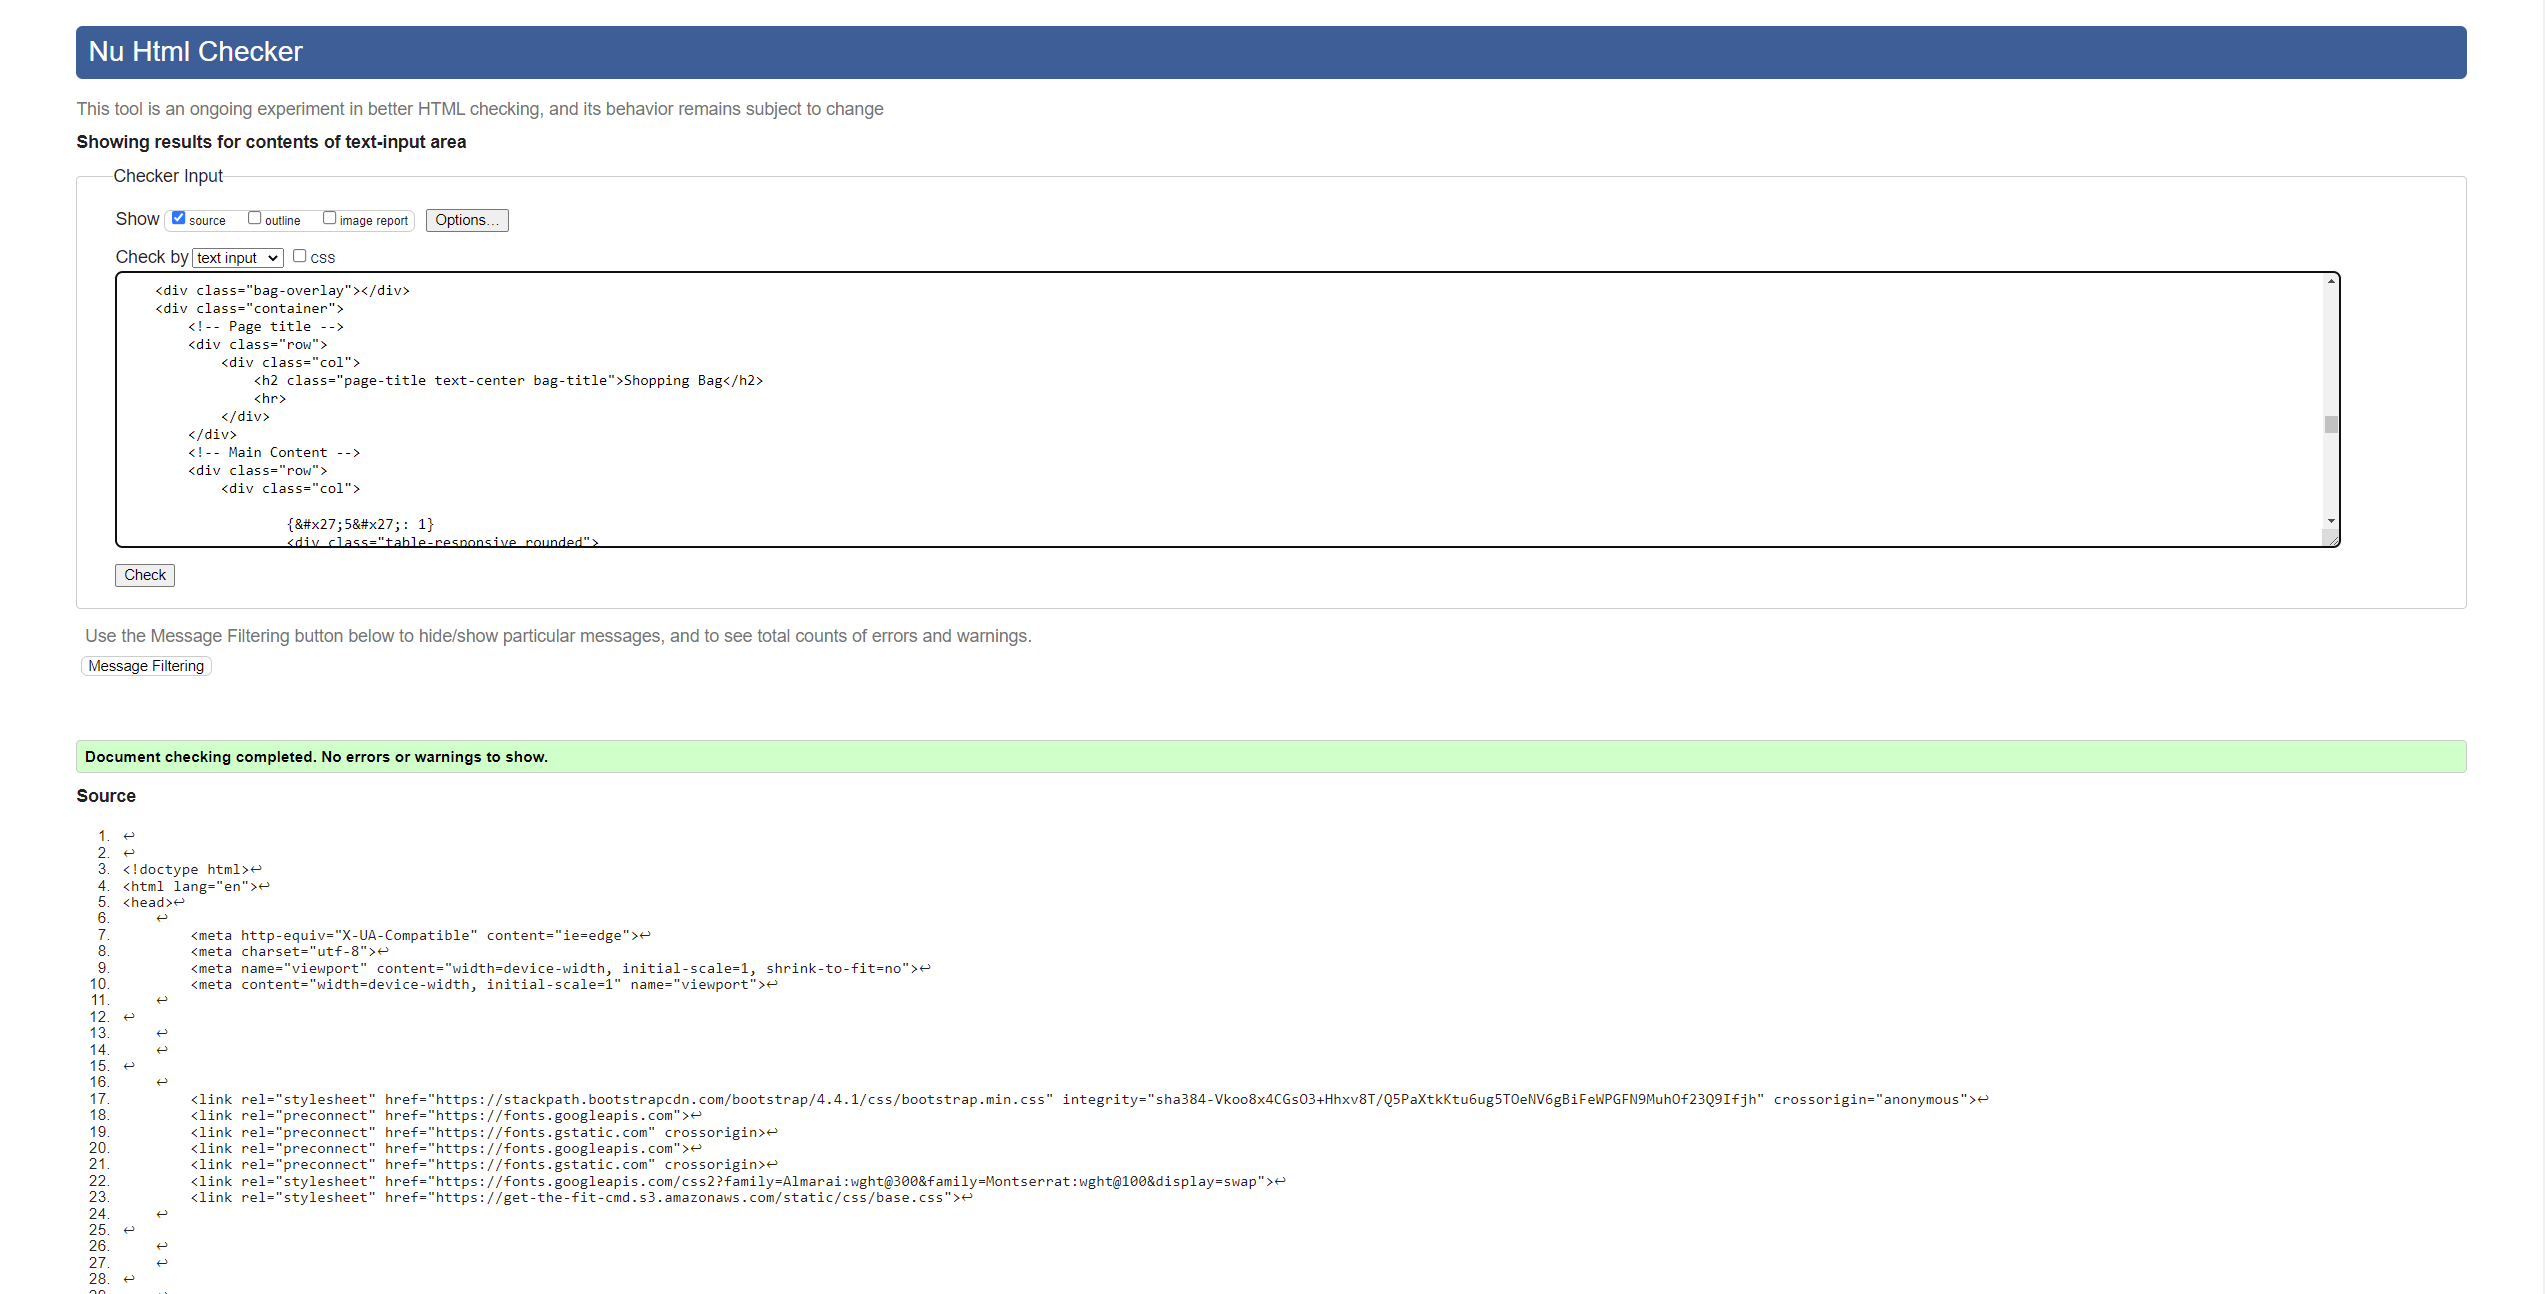 Nu Html Checker
This tool is an ongoing experiment in better HTML checking, and its behavior remains subject to change
Showing results for contents of text-input area
Checker Input
Show source outline image report Options...
Check by text input css
<div class="bag-overlay"></div>
<div class="container">
<!-- Page title -->
<div class="row">
<div class="col">
<h2 class="page-title text-center bag-title">Shopping Bag</h2>
<hr>
</div>
</div>
<!-- Main Content -->
<div class="row">
<div class="col">
{&#x27;5&#x27;: 1}
<div class="table-responsive rounded">
Check
Use the Message Filtering button below to hide/show particular messages, and to see total counts of errors and warnings.
Message Filtering
Document checking completed. No errors or warnings to show.
Source
1. ↩
2. ↩
3. <!doctype html>↩
4. <html lang="en">↩
5. <head>↩
6. ↩
7. <meta http-equiv="X-UA-Compatible" content="ie=edge">↩
8. <meta charset="utf-8">↩
9. <meta name="viewport" content="width=device-width, initial-scale=1, shrink-to-fit=no">↩
10. <meta content="width=device-width, initial-scale=1" name="viewport">↩
11. ↩
12. ↩
13. ↩
14. ↩
15. ↩
16. ↩
17. <link rel="stylesheet" href="https://stackpath.bootstrapcdn.com/bootstrap/4.4.1/css/bootstrap.min.css" integrity="sha384-Vkoo8x4CGsO3+Hhxv8T/Q5PaXtkKtu6ug5TOeNV6gBiFeWPGFN9MuhOf23Q9Ifjh" crossorigin="anonymous">↩
18. <link rel="preconnect" href="https://fonts.googleapis.com">↩
19. <link rel="preconnect" href="https://fonts.gstatic.com" crossorigin>↩
20. <link rel="preconnect" href="https://fonts.googleapis.com">↩
21. <link rel="preconnect" href="https://fonts.gstatic.com" crossorigin>↩
22. <link rel="stylesheet" href="https://fonts.googleapis.com/css2?family=Almarai:wght@300&family=Montserrat:wght@100&display=swap">↩
23. <link rel="stylesheet" href="https://get-the-fit-cmd.s3.amazonaws.com/static/css/base.css">↩
24. ↩
25. ↩
26. ↩
27. ↩
28. ↩